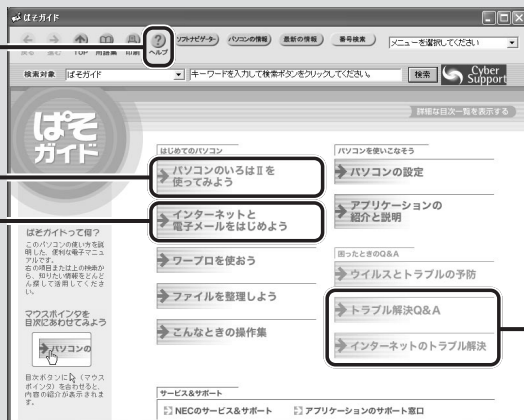 ぱそガイド
戻る 進む TOP 用語集 印刷 ヘルプ
ソフトナビゲーター パソコンの情報 最新の情報 番号検索 メニューを選択してください
検索対象 ぱそガイド キーワードを入力して検索ボタンをクリックしてください。 検索 Cyber Support
詳細な目次一覧を表示する
ぱそ
ガイド
はじめてのパソコン
パソコンのいろはⅡを
使ってみよう
インターネットと
電子メールをはじめよう
ワープロを使おう
ファイルを整理しよう
こんなときの操作集
パソコンを使いこなそう
パソコンの設定
アプリケーションの
紹介と説明
困ったときのQ&A
ウイルスとトラブルの予防
トラブル解決Q&A
インターネットのトラブル解決
ぱそガイドって何?
このパソコンの使い方を説
明した、便利な電子マニュ
アルです。
右の項目または上の検索か
ら、知りたい情報をどんど
ん探して活用してくださ
い。
マウスポインタを
目次にあわせてみよう
パソコンの
目次ボタンに (マウス
ポインタ)を合わせると、
内容の紹介が表示されま
す。
サービス&サポート
NECのサービス&サポート
アプリケーションのサポート窓口